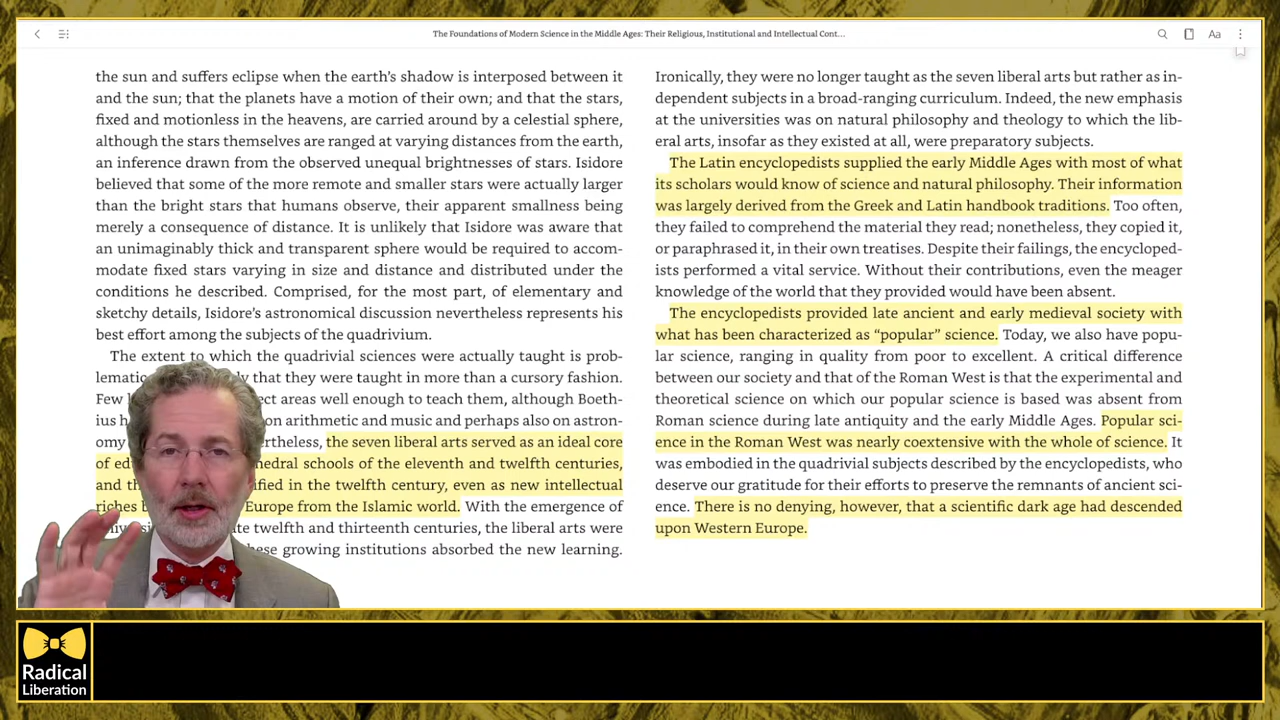 The Foundations of Modern Science in the Middle Ages: Their Religious, Institutional and Intellectual Cont...
Aa
the sun and suffers eclipse when the earth's shadow is interposed between it
and the sun; that the planets have a motion of their own; and that the stars,
fixed and motionless in the heavens, are carried around by a celestial sphere,
although the stars themselves are ranged at varying distances from the earth,
an inference drawn from the observed unequal brightnesses of stars. Isidore
believed that some of the more remote and smaller stars were actually larger
than the bright stars that humans observe, their apparent smallness being
merely a consequence of distance. It is unlikely that Isidore was aware that
an unimaginably thick and transparent sphere would be required to accom-
modate fixed stars varying in size and distance and distributed under the
conditions he described. Comprised, for the most part, of elementary and
sketchy details, Isidore's astronomical discussion nevertheless represents his
best effort among the subjects of the quadrivium.
The extent to which the quadrivial sciences were actually taught is prob-
that they were taught in more than a cursory fashion.
Few areas well enough to teach them, although Boeth-
ius on arithmetic and music and perhaps also on astron-
omy the seven liberal arts served as an ideal core
of schools of the eleventh and twelfth centuries,
and in the twelfth century, even as new intellectual
riches Europe from the Islamic world. With the emergence of
twelfth and thirteenth centuries, the liberal arts were
these growing institutions absorbed the new learning.
Ironically, they were no longer taught as the seven liberal arts but rather as in-
dependent subjects in a broad-ranging curriculum. Indeed, the new emphasis
at the universities was on natural philosophy and theology to which the lib-
eral arts, insofar as they existed at all, were preparatory subjects.
The Latin encyclopedists supplied the early Middle Ages with most of what
its scholars would know of science and natural philosophy. Their information
was largely derived from the Greek and Latin handbook traditions. Too often,
they failed to comprehend the material they read; nonetheless, they copied it,
or paraphrased it, in their own treatises. Despite their failings, the encycloped-
ists performed a vital service. Without their contributions, even the meager
knowledge of the world that they provided would have been absent.
The encyclopedists provided late ancient and early medieval society with
what has been characterized as "popular" science. Today, we also have popu-
lar science, ranging in quality from poor to excellent. A critical difference
between our society and that of the Roman West is that the experimental and
theoretical science on which our popular science is based was absent from
Roman science during late antiquity and the early Middle Ages. Popular sci-
ence in the Roman West was nearly coextensive with the whole of science. It
was embodied in the quadrivial subjects described by the encyclopedists, who
deserve our gratitude for their efforts to preserve the remnants of ancient sci-
ence. There is no denying, however, that a scientific dark age had descended
upon Western Europe.
Radical
Liberation